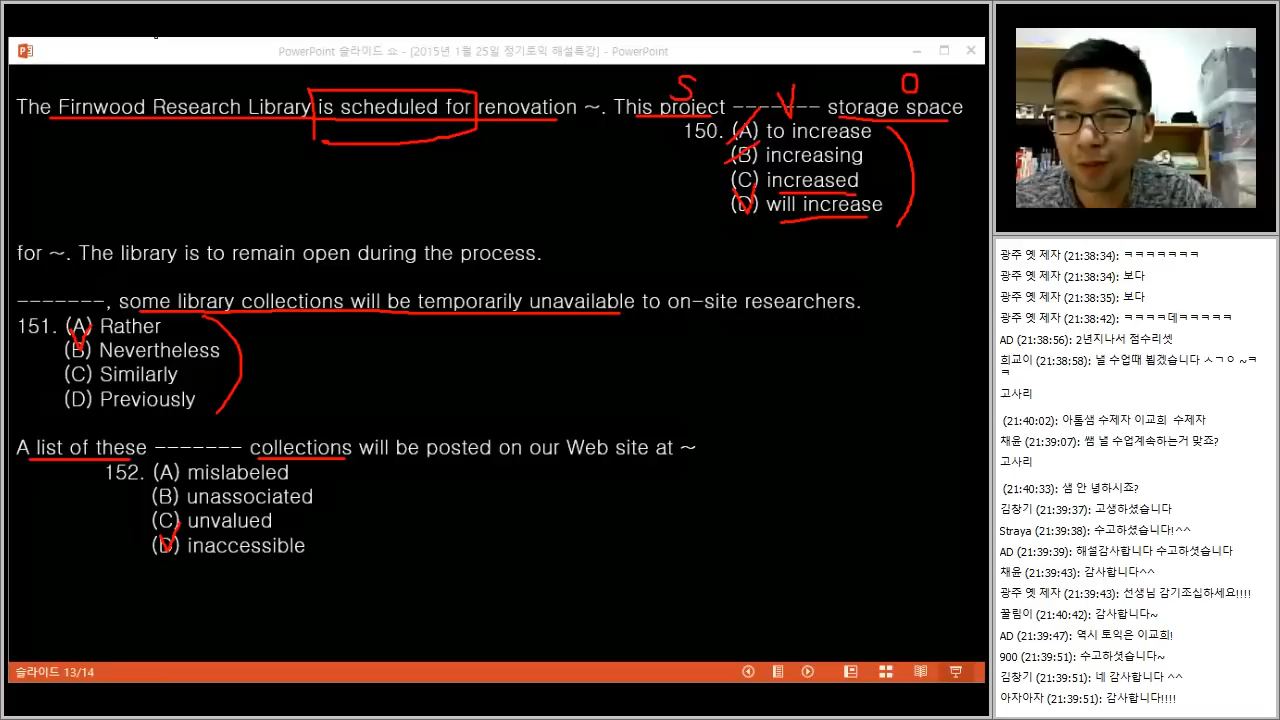 PowerPoint 슬라이드 쇼 - [2015년 1월 25일 정기토익 해설특강] - PowerPoint
The Firnwood Research Library is scheduled for renovation ~. This project ------- storage space
S V O
150. (A) to increase
(B) increasing
(C) increased
(D) will increase
for ~. The library is to remain open during the process.
-------, some library collections will be temporarily unavailable to on-site researchers.
151. (A) Rather
(B) Nevertheless
(C) Similarly
(D) Previously
A list of these ------- collections will be posted on our Web site at ~
152. (A) mislabeled
(B) unassociated
(C) unvalued
(D) inaccessible
슬라이드 13/14
광주 옛 제자 (21:38:34): ㅋㅋㅋㅋㅋㅋㅋ
광주 옛 제자 (21:38:34): 보다
광주 옛 제자 (21:38:35): 보다
광주 옛 제자 (21:38:42): ㅋㅋㅋㅋ데ㅋㅋㅋㅋㅋ
AD (21:38:56): 2년지나서 점수리셋
희교이 (21:38:58): 낼 수업때 뵙겠습니다 ㅅㄱㅇ ~ㅋ
ㅋ
고사리
(21:40:02): 아톰샘 수제자 이교희 수제자
채윤 (21:39:07): 쌤 낼 수업계속하는거 맞죠?
고사리
(21:40:33): 샘 안 녕하시죠?
김창기 (21:39:37): 고생하셨습니다
Straya (21:39:38): 수고하셨습니다!^^
AD (21:39:39): 해설감사합니다 수고하셧습니다
채윤 (21:39:43): 감사합니다^^
광주 옛 제자 (21:39:43): 선생님 감기조십하세요!!!!
꿀림이 (21:40:42): 감사합니다~
AD (21:39:47): 역시 토익은 이교희!
900 (21:39:51): 수고하셧습니다~
김창기 (21:39:51): 네 감사합니다 ^^
아자아자 (21:39:51): 감사합니다!!!!